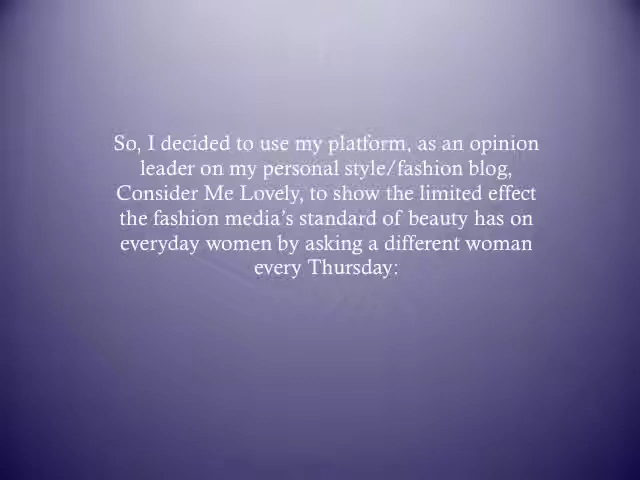 So, I decided to use my platform, as an opinion
leader on my personal style/fashion blog,
Consider Me Lovely, to show the limited effect
the fashion media's standard of beauty has on
everyday women by asking a different woman
every Thursday: